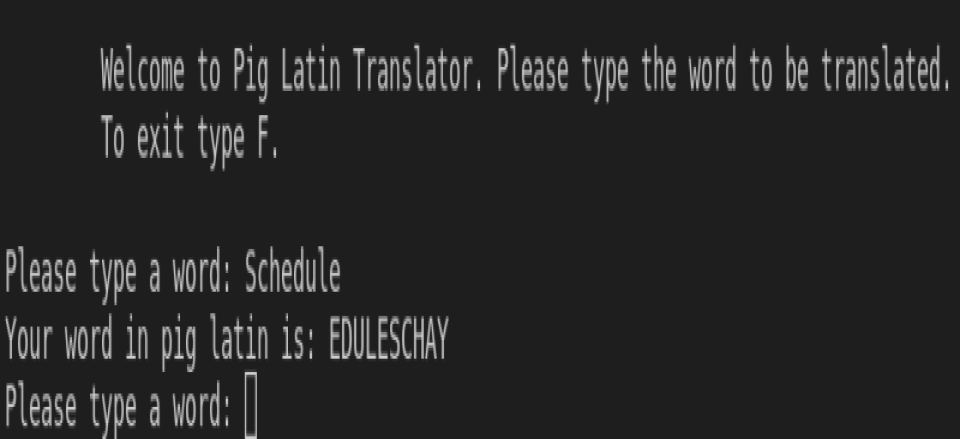 Welcome to Pig Latin Translator. Please type the word to be translated.
To exit type F.
Please type a word: Schedule
Your word in pig latin is: EDULESCHAY
Please type a word: